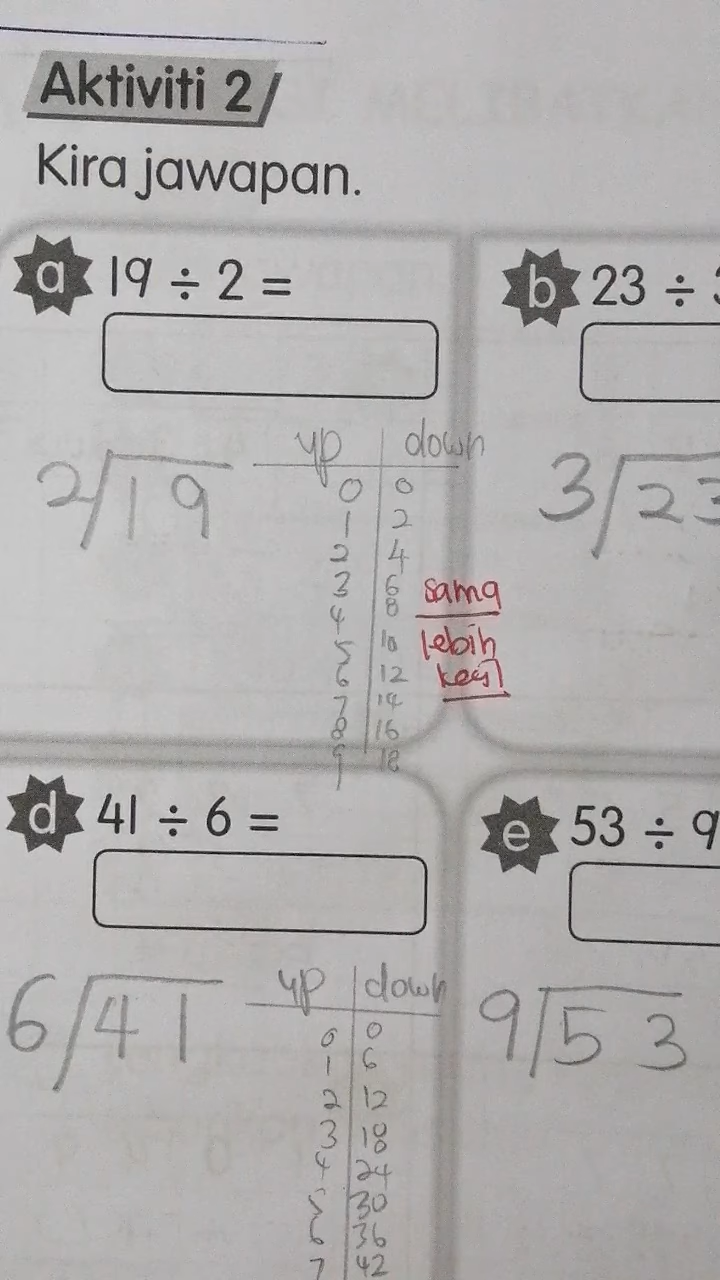 Aktiviti 2
Kira jawapan.
a 19 ÷ 2 =
b 23 ÷
2 19
up down
0 0
1 2
2 4
3 6
4 8
5 10
6 12
7 14
8 16
9 18
sama
lebih
kecil
3 23
d 41 ÷ 6 =
e 53 ÷ 9
6 41
up down
0 0
1 6
2 12
3 18
4 24
5 30
6 36
7 42
9 53